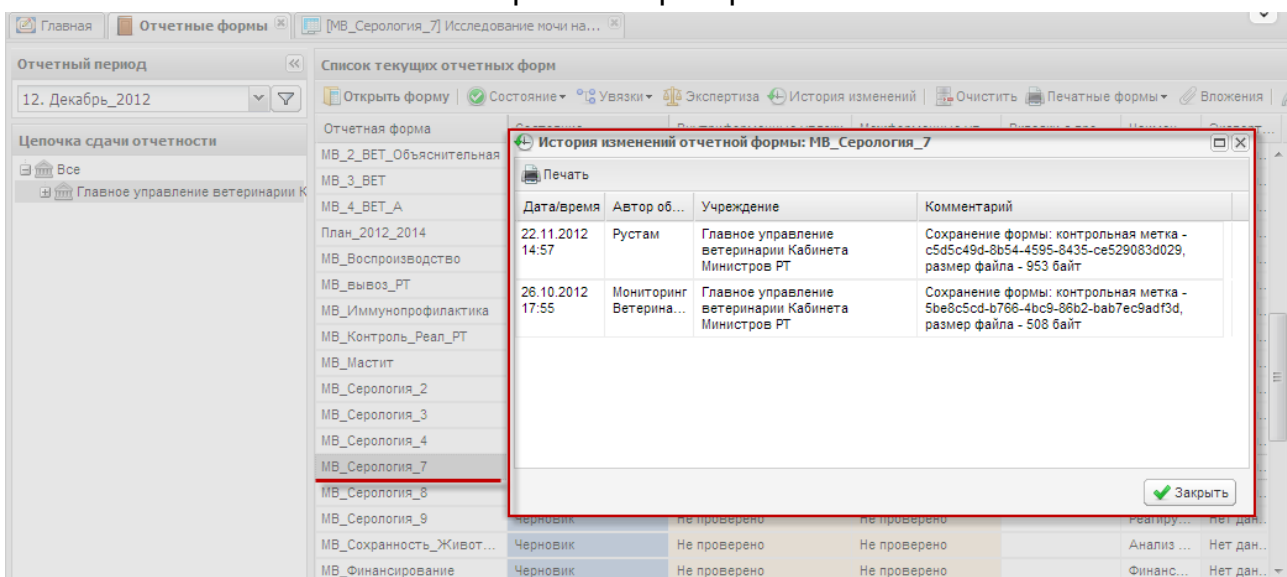 Главная
Отчетные формы
[МВ_Серология_7] Исследование мочи на...
Отчетный период
Список текущих отчетных форм
12. Декабрь_2012
Открыть форму
Состояние
Увязки
Экспертиза
История изменений
Очистить
Печатные формы
Вложения
Цепочка сдачи отчетности
Все
Главное управление ветеринарии К
Отчетная форма
МВ_2_ВЕТ_Объяснительная
МВ_3_ВЕТ
МВ_4_ВЕТ_А
План_2012_2014
МВ_Воспроизводство
МВ_вывоз_РТ
МВ_Иммунопрофилактика
МВ_Контроль_Реал_РТ
МВ_Мастит
МВ_Серология_2
МВ_Серология_3
МВ_Серология_4
МВ_Серология_7
МВ_Серология_8
История изменений отчетной формы: МВ_Серология_7
Печать
Дата/время Автор об... Учреждение Комментарий
22.11.2012 Рустам Главное управление Сохранение формы: контрольная метка -
14:57 ветеринарии Кабинета c5d5c49d-8b54-4595-8435-ce529083d029,
Министров РТ размер файла - 953 байт
26.10.2012 Мониторинг Главное управление Сохранение формы: контрольная метка -
17:55 Ветерина... ветеринарии Кабинета 5be8c5cd-b766-4bc9-86b2-bab7ec9adf3d,
Министров РТ размер файла - 508 байт
Закрыть
МВ_Серология_9 Черновик Не проверено Не проверено Реагиру... Нет дан..
МВ_Сохранность_Живот... Черновик Не проверено Не проверено Анализ ... Нет дан..
МВ_Финансирование Черновик Не проверено Не проверено Финанс... Нет дан..